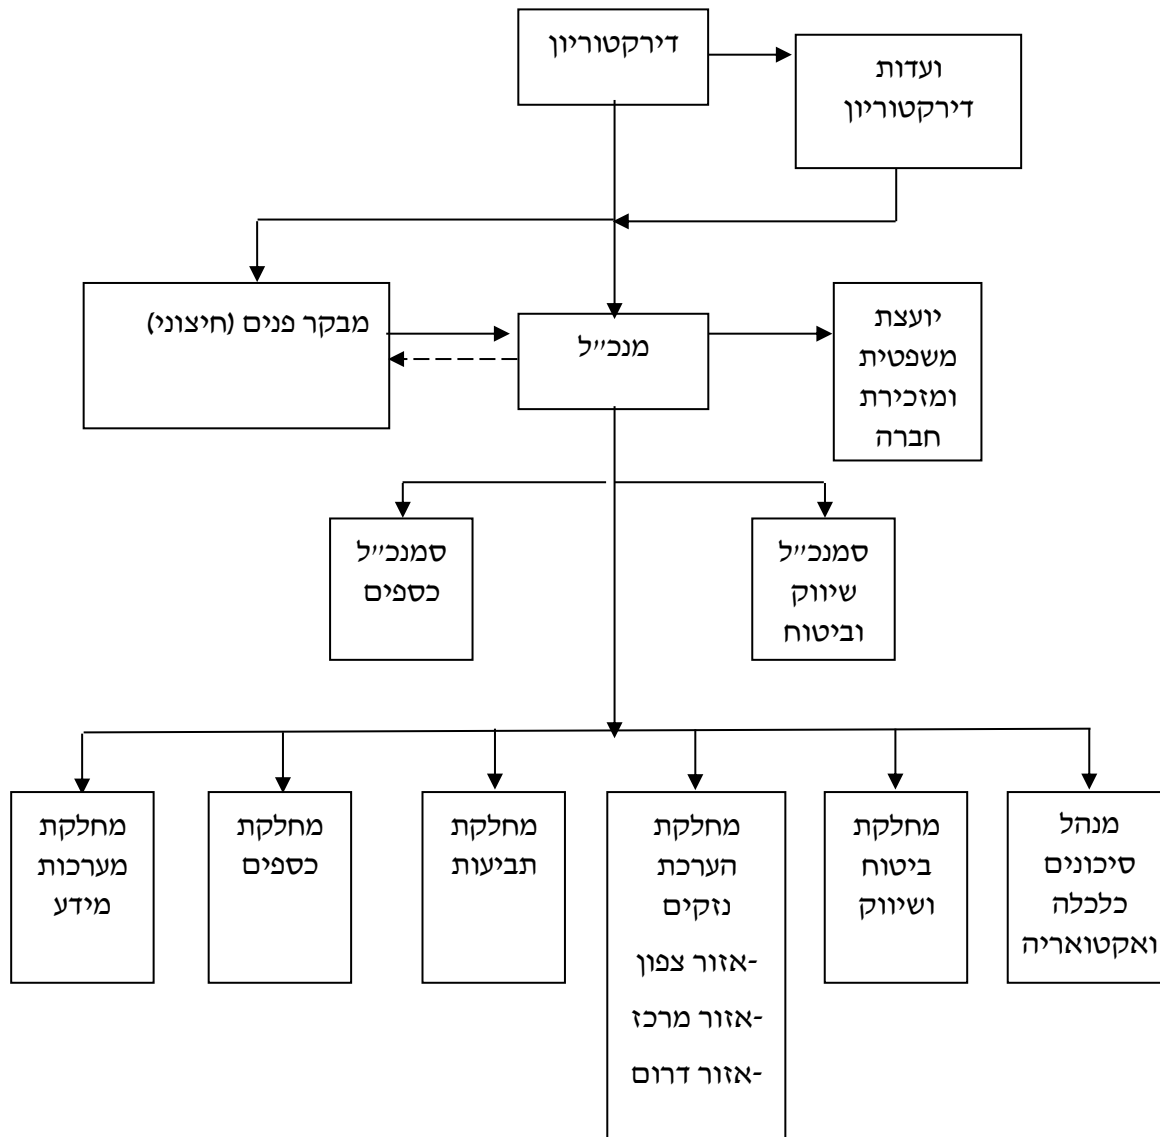 דירקטוריון
ועדות
דירקטוריון
מבקר פנים (חיצוני)
מנכ״ל
יועצת
משפטית
ומזכירת
חברה
סמנכ״ל
שיווק
וביטוח
סמנכ״ל
כספים
מנהל
סיכונים
כלכלה
ואקטואריה
מחלקת
ביטוח
ושיווק
מחלקת
הערכת
נזקים
-אזור צפון
-אזור מרכז
-אזור דרום
מחלקת
תביעות
מחלקת
כספים
מחלקת
מערכות
מידע